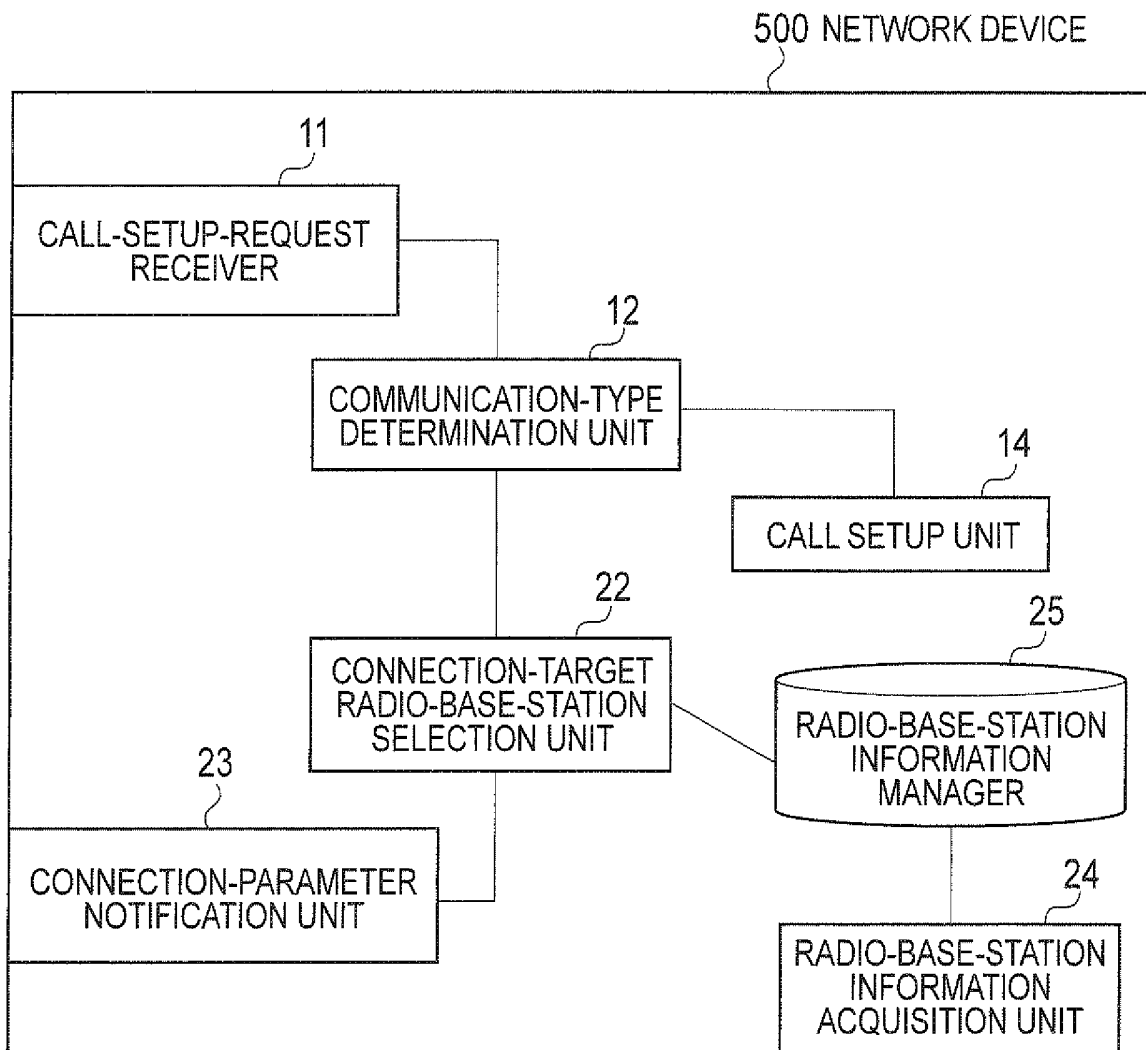 500 NETWORK DEVICE
11
CALL-SETUP-REQUEST
RECEIVER
12
COMMUNICATION-TYPE
DETERMINATION UNIT
14
CALL SETUP UNIT
22
CONNECTION-TARGET
RADIO-BASE-STATION
SELECTION UNIT
25
RADIO-BASE-STATION
INFORMATION
MANAGER
23
CONNECTION-PARAMETER
NOTIFICATION UNIT
24
RADIO-BASE-STATION
INFORMATION
ACQUISITION UNIT